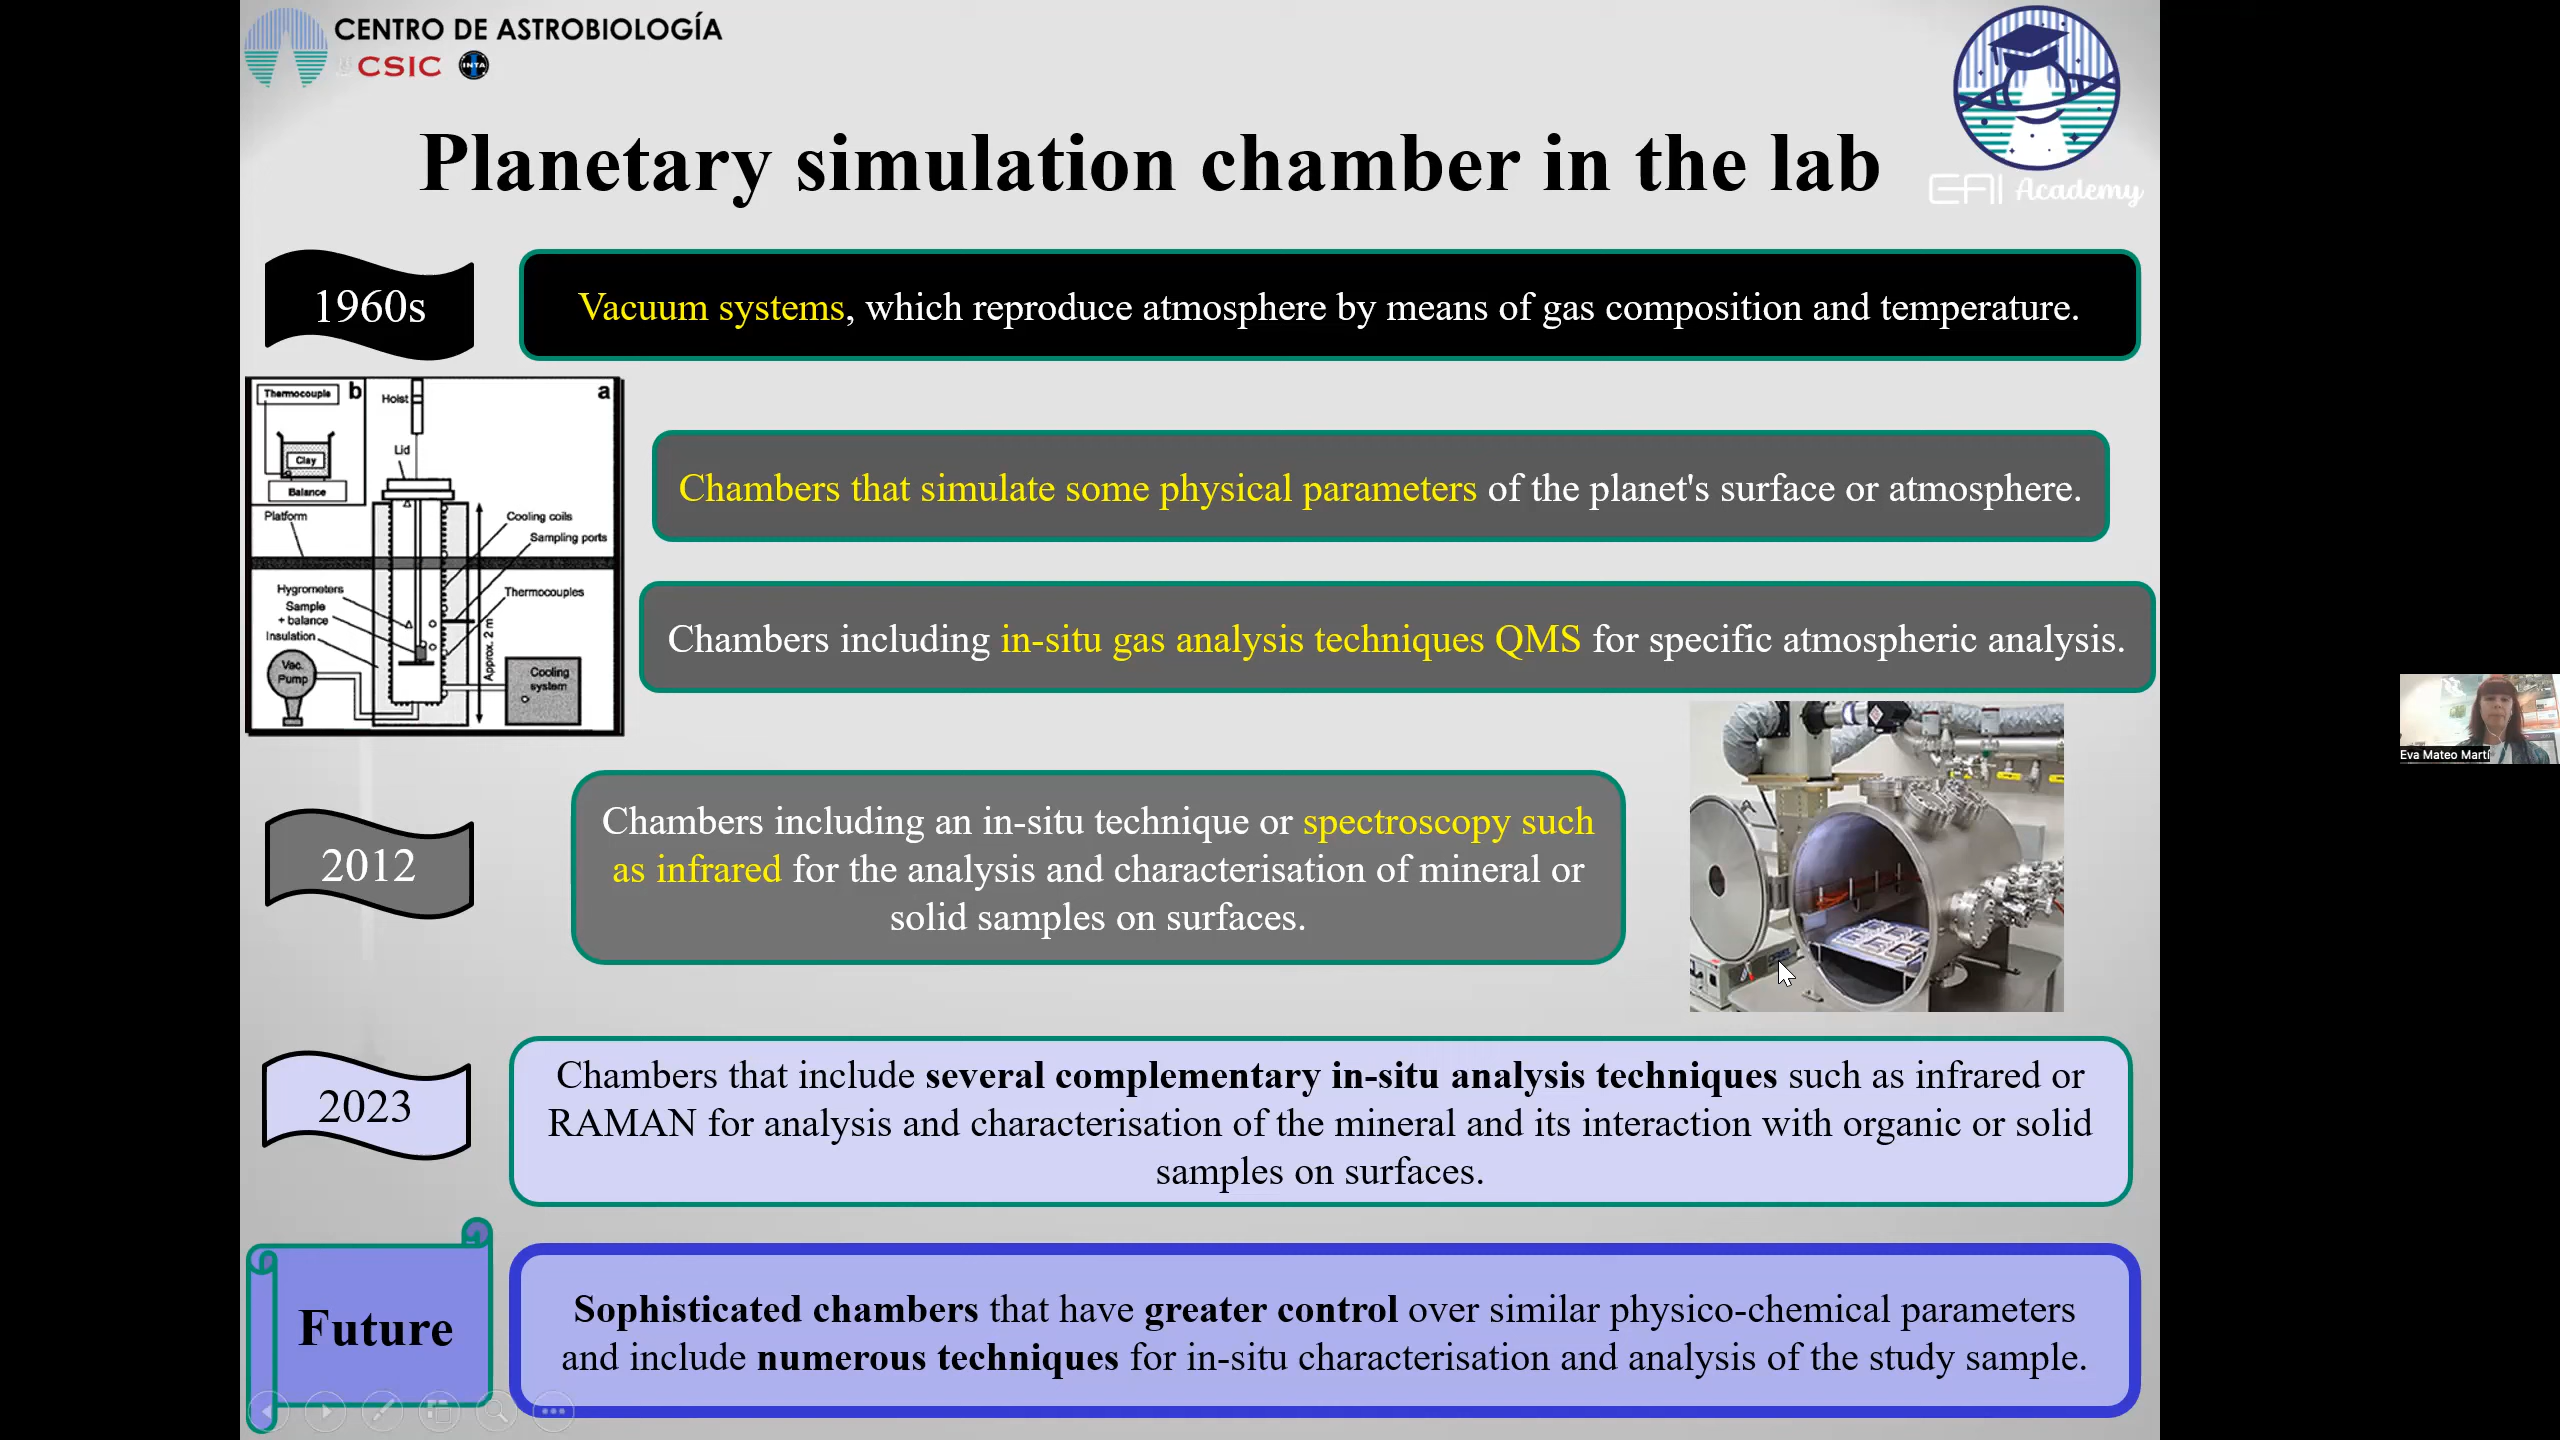 CENTRO DE ASTROBIOLOGÍA
CSIC INTA
EAI Academy
Planetary simulation chamber in the lab
1960s
Vacuum systems, which reproduce atmosphere by means of gas composition and temperature.
b
a
Thermocouple
Clay
Balance
Hoist
Lid
Platform
Cooling coils
Sampling ports
Hygrometers
Sample
+ balance
Insulation
Thermocouples
Approx. 2 m
Vac.
Pump
Cooling
system
Chambers that simulate some physical parameters of the planet's surface or atmosphere.
Chambers including in-situ gas analysis techniques QMS for specific atmospheric analysis.
2012
Chambers including an in-situ technique or spectroscopy such
as infrared for the analysis and characterisation of mineral or
solid samples on surfaces.
Eva Mateo Martí
2023
Chambers that include several complementary in-situ analysis techniques such as infrared or
RAMAN for analysis and characterisation of the mineral and its interaction with organic or solid
samples on surfaces.
Future
Sophisticated chambers that have greater control over similar physico-chemical parameters
and include numerous techniques for in-situ characterisation and analysis of the study sample.